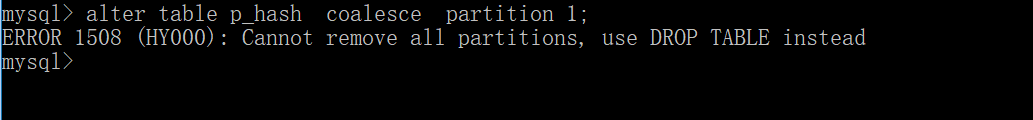 mysql> alter table p_hash  coalesce  partition 1;
ERROR 1508 (HY000): Cannot remove all partitions, use DROP TABLE instead
mysql>